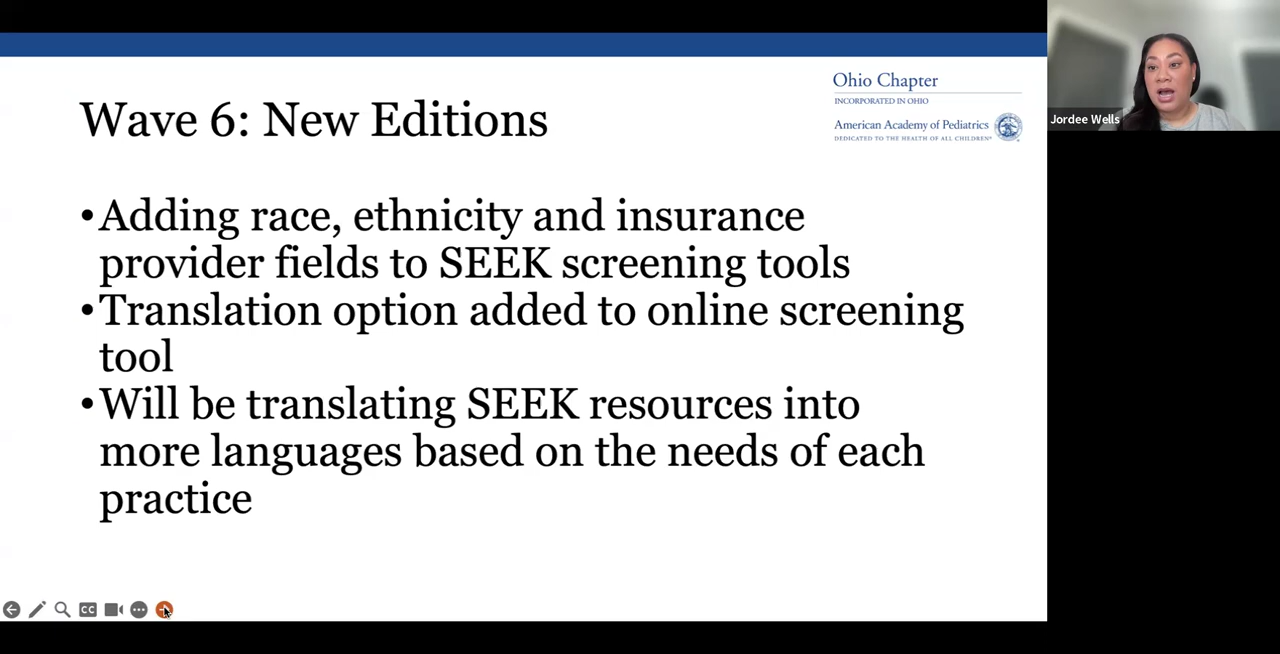 Wave 6: New Editions
Ohio Chapter
INCORPORATED IN OHIO
American Academy of Pediatrics
DEDICATED TO THE HEALTH OF ALL CHILDREN®
•Adding race, ethnicity and insurance
provider fields to SEEK screening tools
•Translation option added to online screening
tool
•Will be translating SEEK resources into
more languages based on the needs of each
practice
Jordee Wells
CC